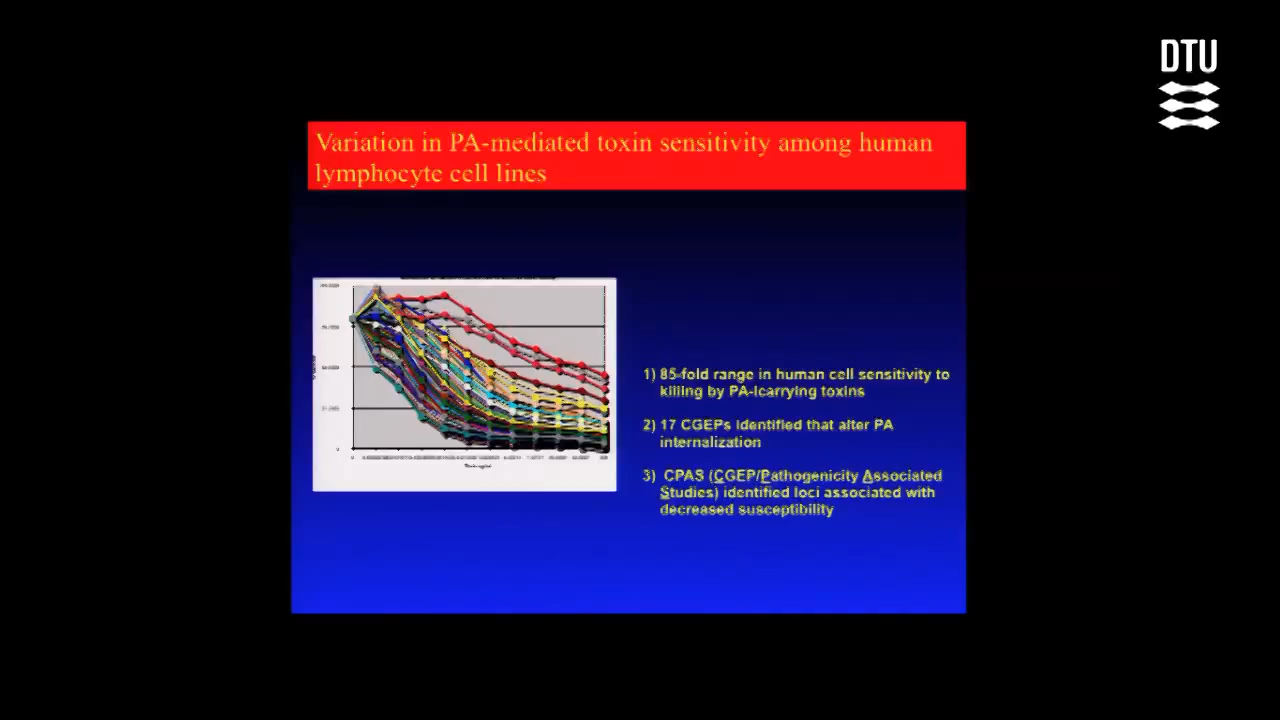 DTU
Variation in PA-mediated toxin sensitivity among human
lymphocyte cell lines
1) 85-fold range in human cell sensitivity to
killing by PA-lcarrying toxins
2) 17 CGEPs identified that alter PA
internalization
3) CPAS (CGEP/Pathogenicity Associated
Studies) identified loci associated with
decreased susceptibility